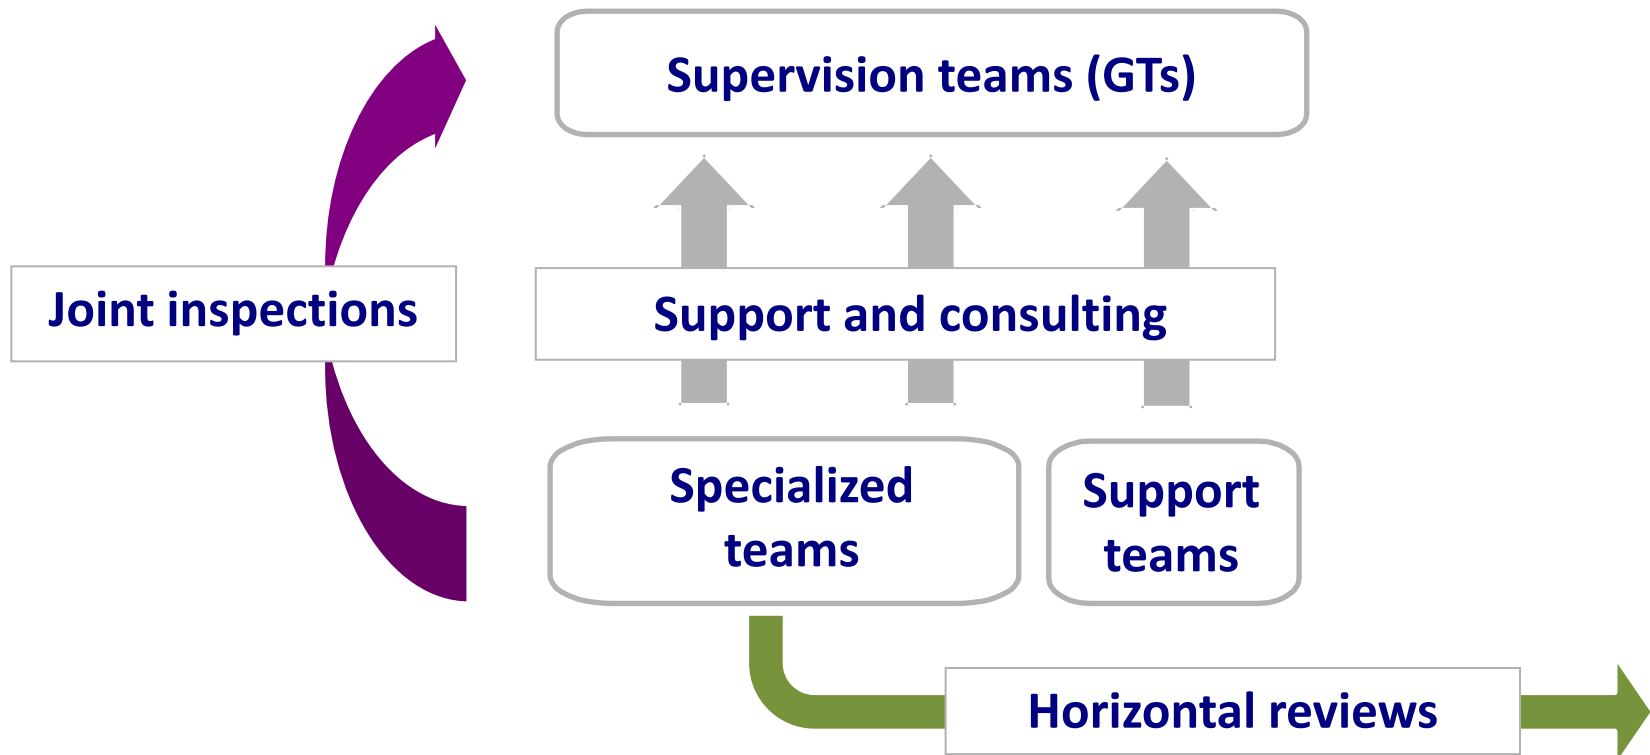 Supervision teams (GTs)
Joint inspections
Support and consulting
Specialized
teams
Support
teams
Horizontal reviews